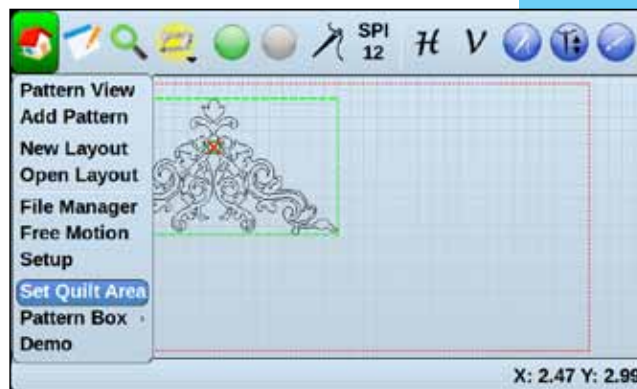 SPI
12
H V
Pattern View
Add Pattern
New Layout
Open Layout
File Manager
Free Motion
Setup
Set Quilt Area
Pattern Box
Demo
X: 2.47 Y: 2.99